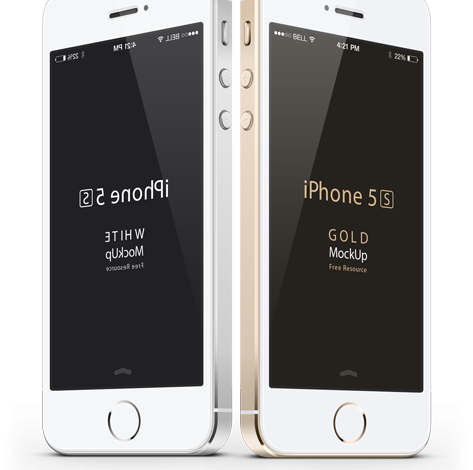 BELL 4:21 PM 22%
iPhone 5 S
WHITE
MockUp
Free Resource
BELL 4:21 PM 22%
iPhone 5 2
GOLD
MockUp
Free Resource